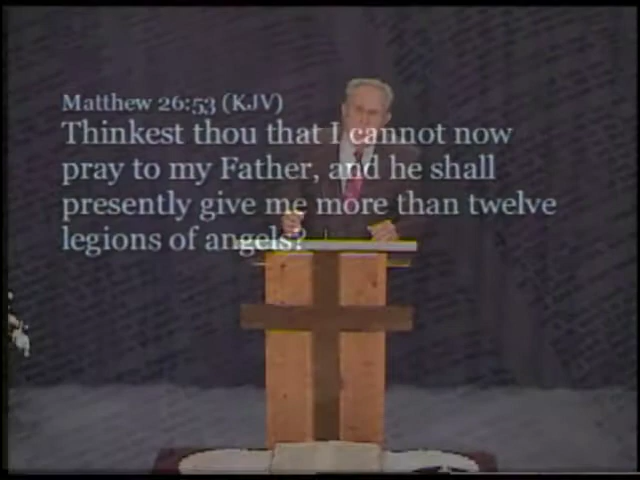 Matthew 26:53 (KJV)
Thinkest thou that I cannot now
pray to my Father, and he shall
presently give me more than twelve
legions of angels?